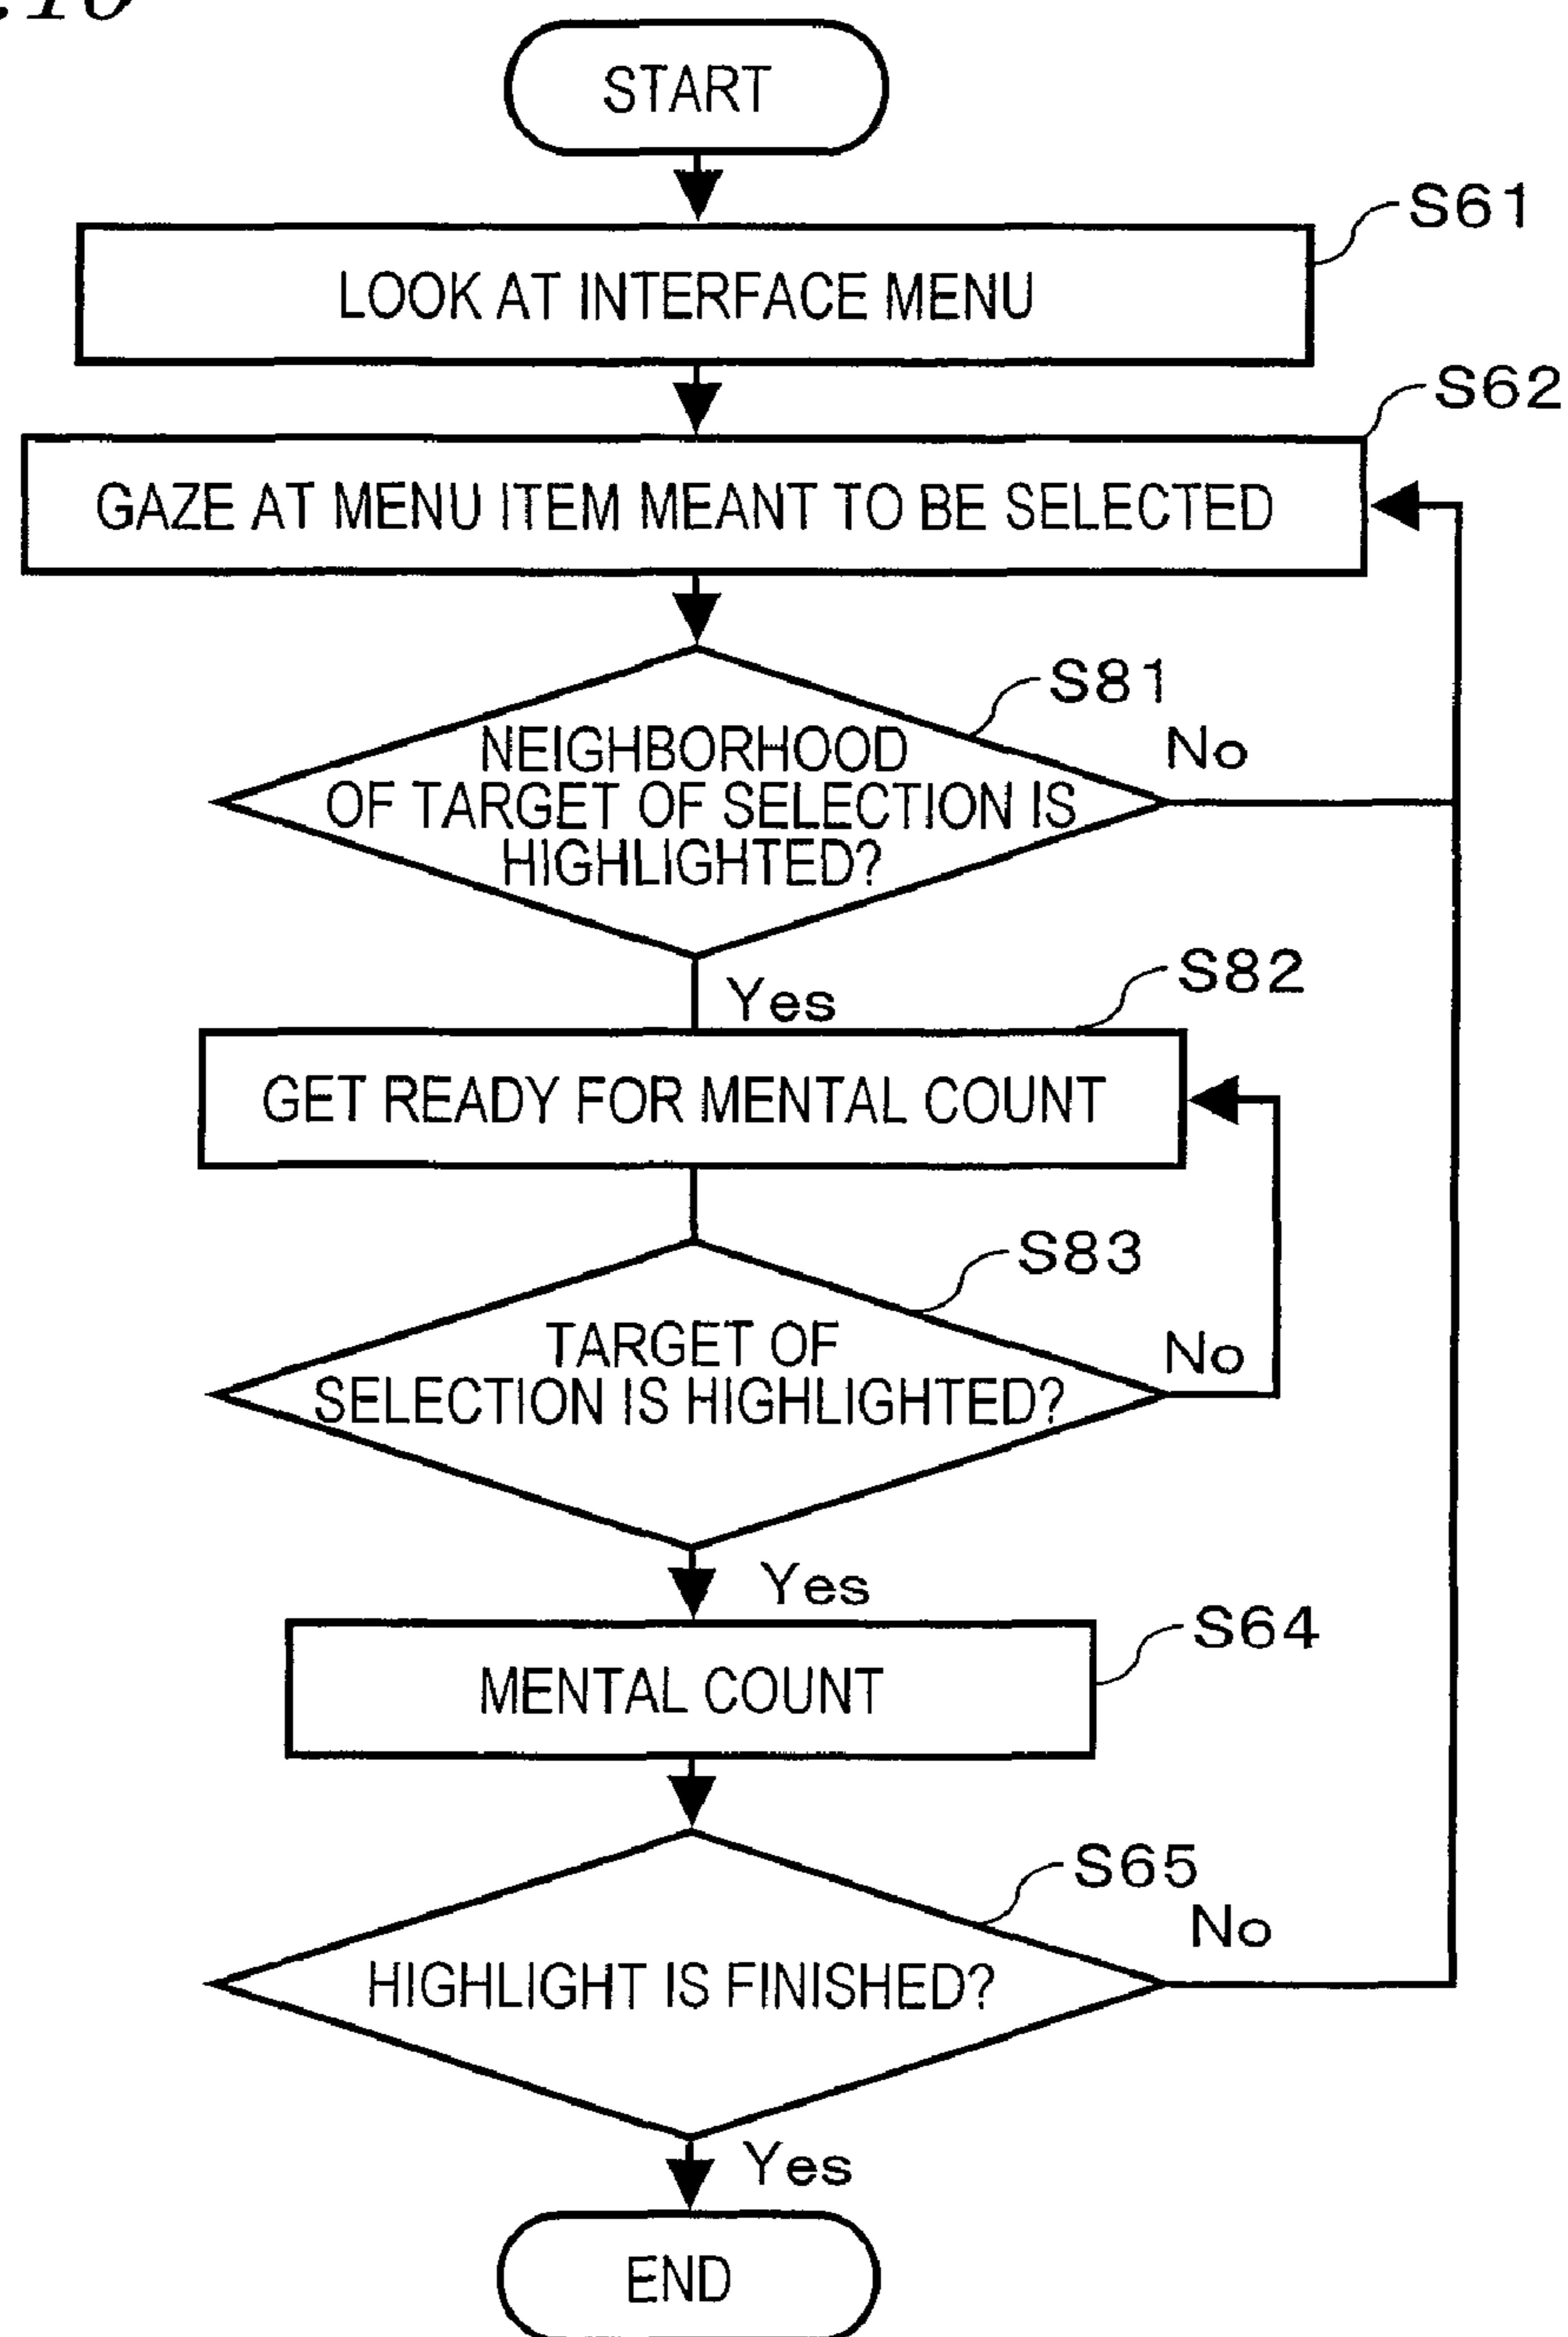 START
S61
LOOK AT INTERFACE MENU
S62
GAZE AT MENU ITEM MEANT TO BE SELECTED
S81
NEIGHBORHOOD
OF TARGET OF SELECTION IS
HIGHLIGHTED?
No
Yes
S82
GET READY FOR MENTAL COUNT
S83
TARGET OF
SELECTION IS HIGHLIGHTED?
No
Yes
S64
MENTAL COUNT
S65
HIGHLIGHT IS FINISHED?
No
Yes
END